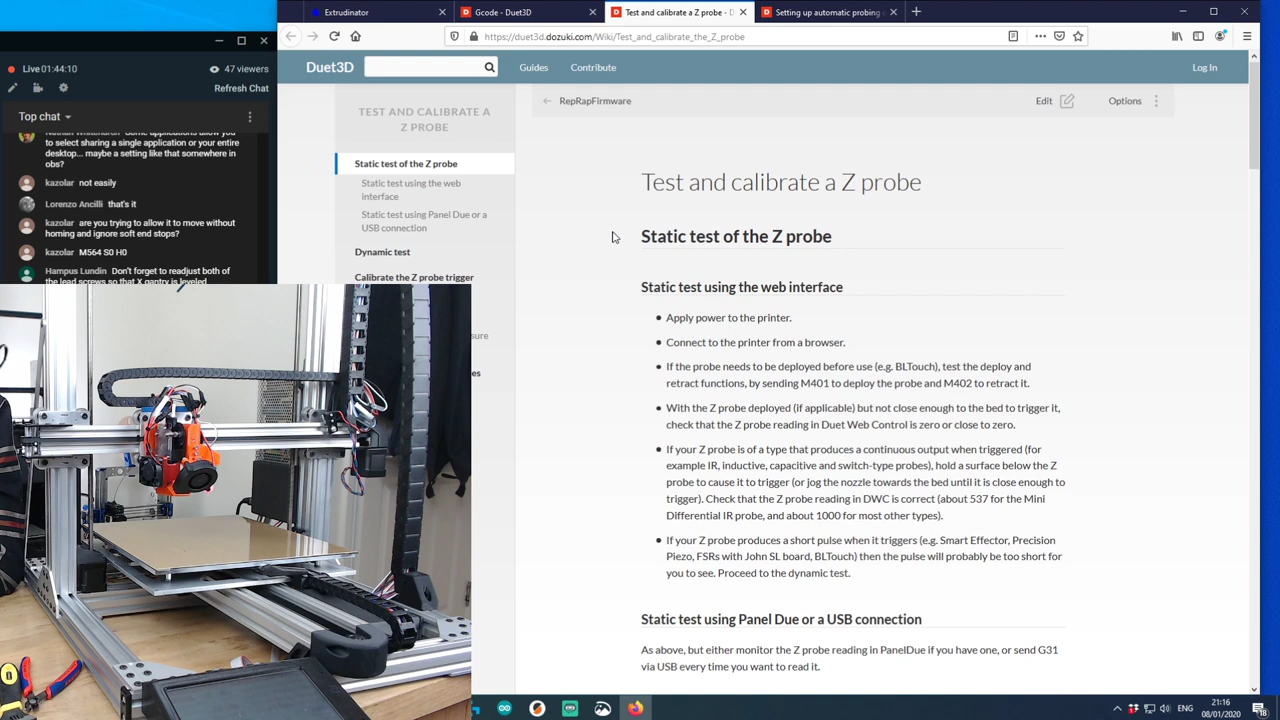 Extrudinator
Gcode - Duet3D
Test and calibrate a Z probe - D
Setting up automatic probing o
https://duet3d.dozuki.com/Wiki/Test_and_calibrate_the_Z_probe
Live 01:44:10
47 viewers
Refresh Chat
Top chat
Some applications allow you
to select sharing a single application or your entire
desktop... maybe a setting like that somewhere in
obs?
kazolar not easily
Lorenzo Ancilli that's it
kazolar are you trying to allow it to move without
homing and ignore soft end stops?
kazolar M564 S0 H0
Hampus Lundin Don't forget to readjust both of
the lead screws so that X gantry is leveled
Duet3D
Guides
Contribute
Log In
TEST AND CALIBRATE A
Z PROBE
Static test of the Z probe
Static test using the web
interface
Static test using Panel Due or a
USB connection
Dynamic test
Calibrate the Z probe trigger
sure
es
RepRapFirmware
Edit
Options
Test and calibrate a Z probe
Static test of the Z probe
Static test using the web interface
Apply power to the printer.
Connect to the printer from a browser.
If the probe needs to be deployed before use (e.g. BLTouch), test the deploy and
retract functions, by sending M401 to deploy the probe and M402 to retract it.
With the Z probe deployed (if applicable) but not close enough to the bed to trigger it,
check that the Z probe reading in Duet Web Control is zero or close to zero.
If your Z probe is of a type that produces a continuous output when triggered (for
example IR, inductive, capacitive and switch-type probes), hold a surface below the Z
probe to cause it to trigger (or jog the nozzle towards the bed until it is close enough to
trigger). Check that the Z probe reading in DWC is correct (about 537 for the Mini
Differential IR probe, and about 1000 for most other types).
If your Z probe produces a short pulse when it triggers (e.g. Smart Effector, Precision
Piezo, FSRs with John SL board, BLTouch) then the pulse will probably be too short for
you to see. Proceed to the dynamic test.
Static test using Panel Due or a USB connection
As above, but either monitor the Z probe reading in PanelDue if you have one, or send G31
via USB every time you want to read it.
ENG
21:16
08/01/2020
18